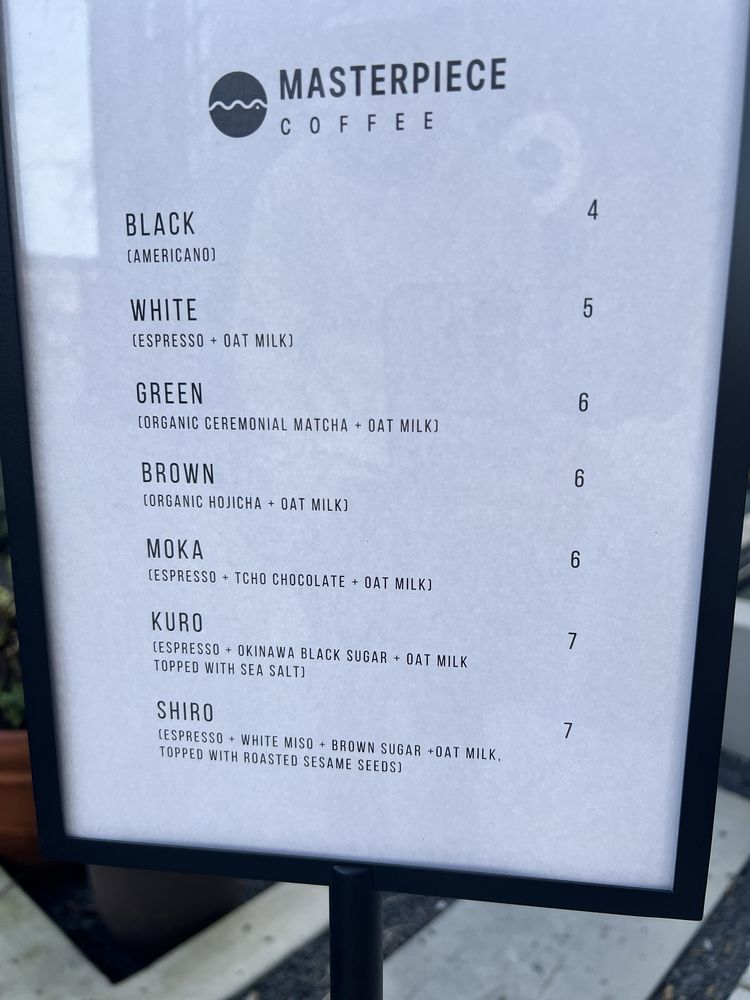 MASTERPIECE
COFFEE
BLACK 4
(AMERICANO)
WHITE 5
(ESPRESSO + OAT MILK)
GREEN 6
(ORGANIC CEREMONIAL MATCHA + OAT MILK)
BROWN 6
(ORGANIC HOJICHA + OAT MILK)
MOKA 6
(ESPRESSO + TCHO CHOCOLATE + OAT MILK)
KURO 7
(ESPRESSO + OKINAWA BLACK SUGAR + OAT MILK
TOPPED WITH SEA SALT)
SHIRO 7
(ESPRESSO + WHITE MISO + BROWN SUGAR +OAT MILK,
TOPPED WITH ROASTED SESAME SEEDS)